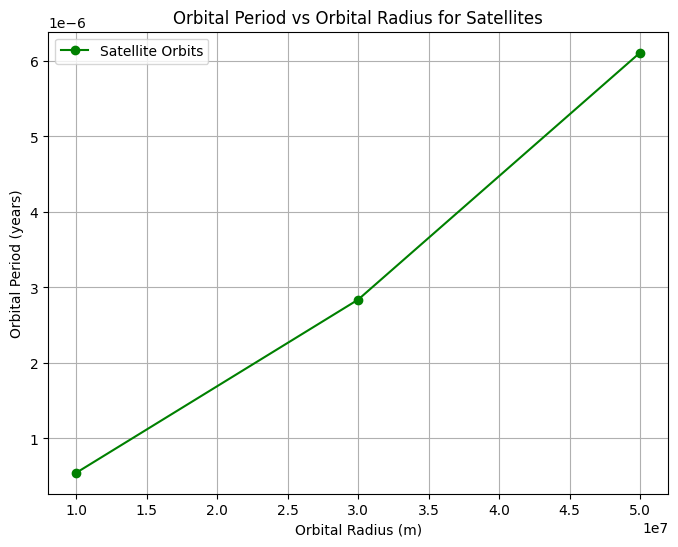 Orbital Period vs Orbital Radius for Satellites
1e−6
Satellite Orbits
6
5
4
3
2
1
Orbital Period (years)
1.0 1.5 2.0 2.5 3.0 3.5 4.0 4.5 5.0
1e7
Orbital Radius (m)